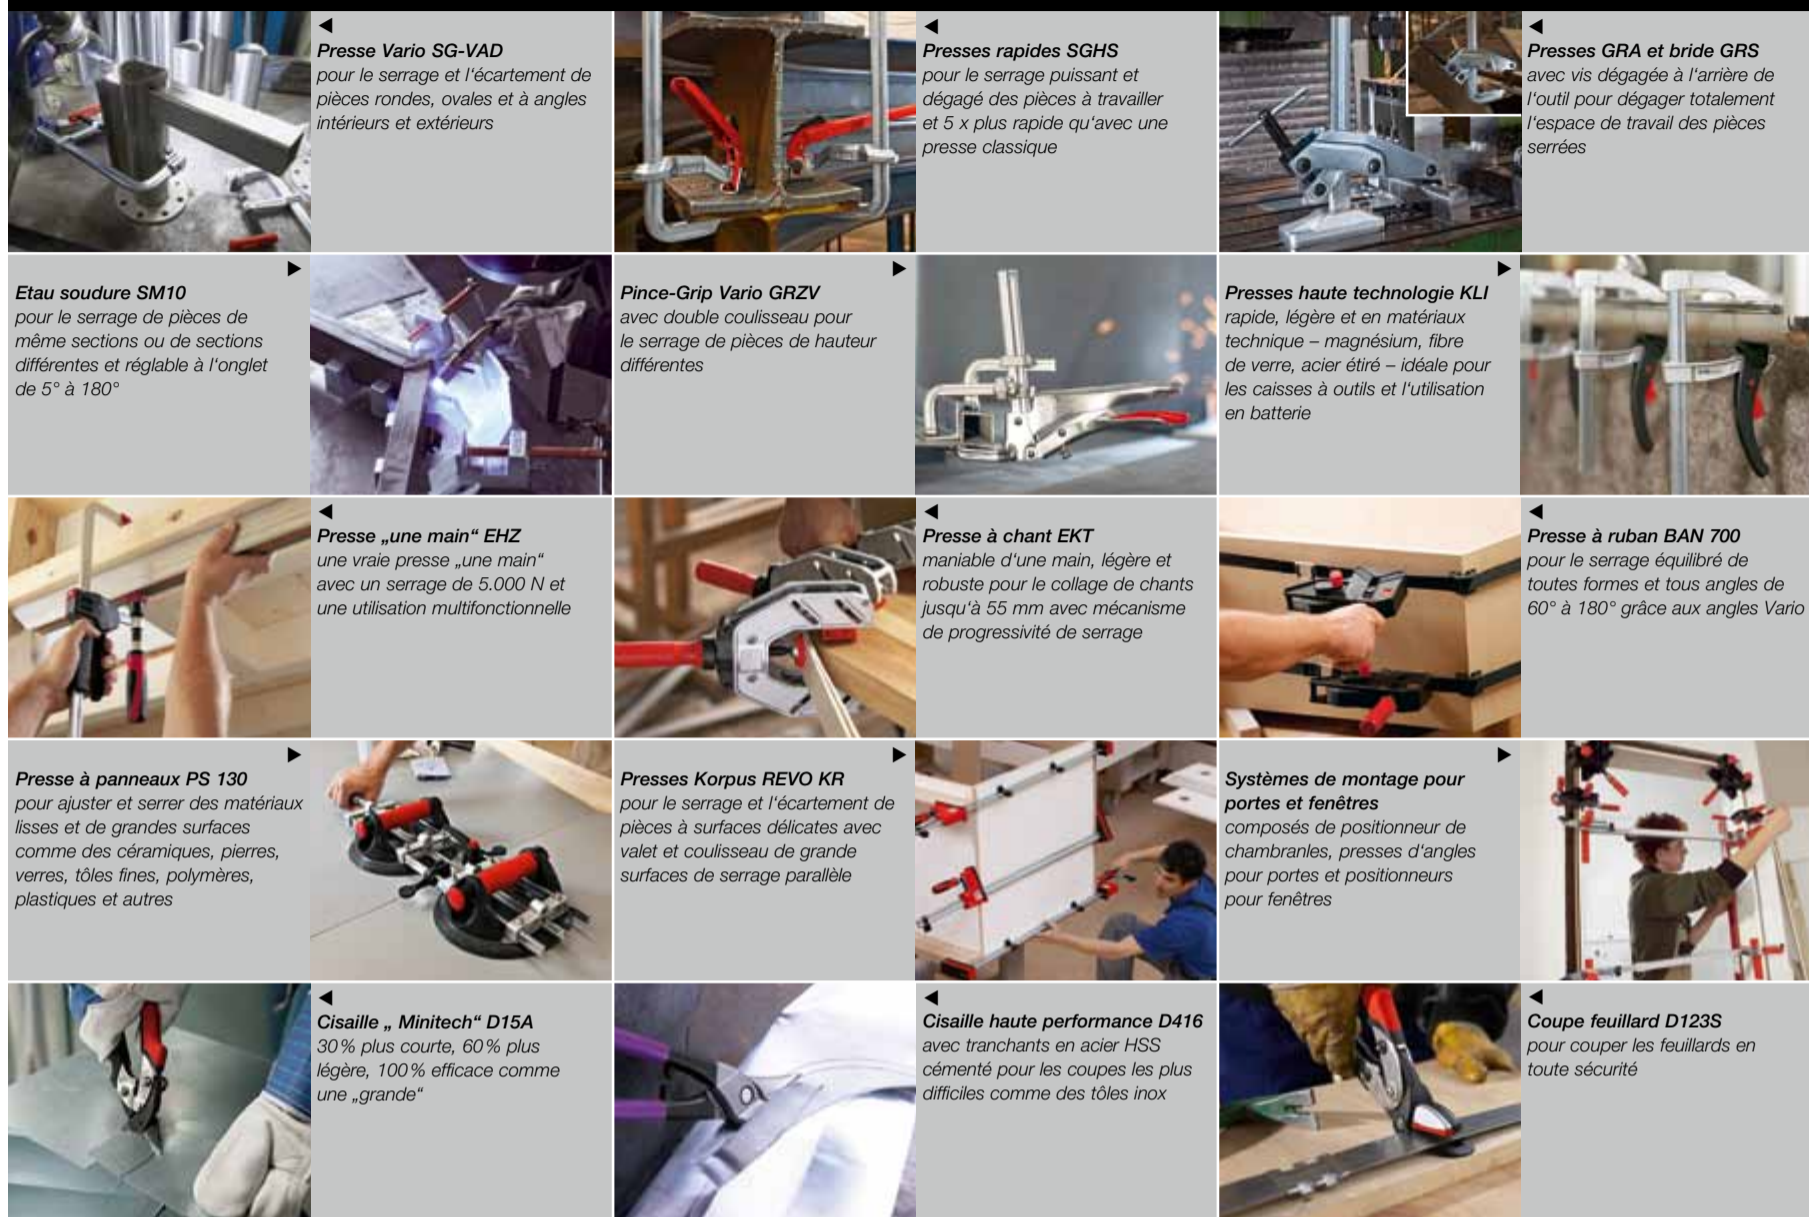 Presse Vario SG-VAD
pour le serrage et l‘écartement de
pièces rondes, ovales et à angles
intérieurs et extérieurs
Presses rapides SGHS
pour le serrage puissant et
dégagé des pièces à travailler
et 5 x plus rapide qu‘avec une
presse classique
Presses GRA et bride GRS
avec vis dégagée à l‘arrière de
l‘outil pour dégager totalement
l‘espace de travail des pièces
serrées
Etau soudure SM10
pour le serrage de pièces de
même sections ou de sections
différentes et réglable à l‘onglet
de 5° à 180°
Pince-Grip Vario GRZV
avec double coulisseau pour
le serrage de pièces de hauteur
différentes
Presses haute technologie KLI
rapide, légère et en matériaux
technique – magnésium, fibre
de verre, acier étiré – idéale pour
les caisses à outils et l‘utilisation
en batterie
Presse „une main“ EHZ
une vraie presse „une main“
avec un serrage de 5.000 N et
une utilisation multifonctionnelle
Presse à chant EKT
maniable d‘une main, légère et
robuste pour le collage de chants
jusqu‘à 55 mm avec mécanisme
de progressivité de serrage
Presse à ruban BAN 700
pour le serrage équilibré de
toutes formes et tous angles de
60° à 180° grâce aux angles Vario
Presse à panneaux PS 130
pour ajuster et serrer des matériaux
lisses et de grandes surfaces
comme des céramiques, pierres,
verres, tôles fines, polymères,
plastiques et autres
Presses Korpus REVO KR
pour le serrage et l‘écartement de
pièces à surfaces délicates avec
valet et coulisseau de grande
surfaces de serrage parallèle
Systèmes de montage pour
portes et fenêtres
composés de positionneur de
chambranles, presses d‘angles
pour portes et positionneurs
pour fenêtres
Cisaille „ Minitech“ D15A
30 % plus courte, 60 % plus
légère, 100 % efficace comme
une „grande“
Cisaille haute performance D416
avec tranchants en acier HSS
cémenté pour les coupes les plus
difficiles comme des tôles inox
Coupe feuillard D123S
pour couper les feuillards en
toute sécurité